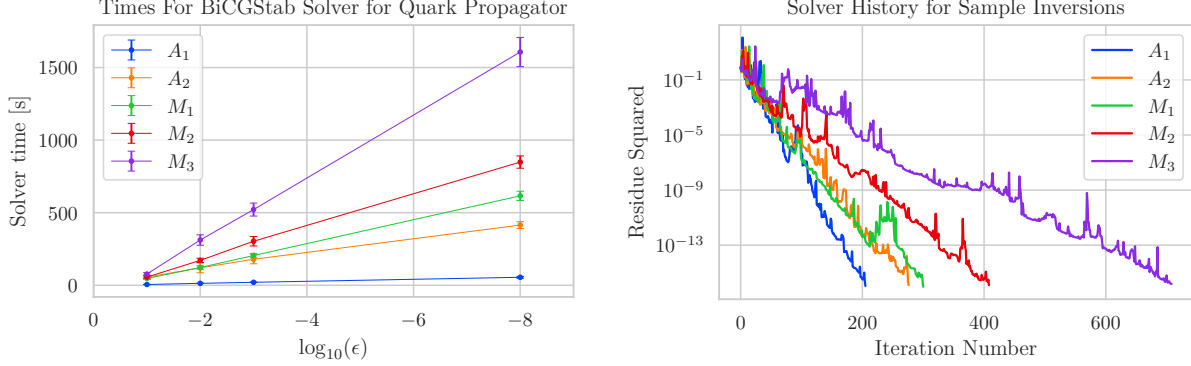 Times For BiCGStab Solver for Quark Propagator
Solver time [s]
1500
1000
500
0
A₁
A₂
M₁
M₂
M₃
0 −2 −4 −6 −8
log₁₀(ϵ)
Solver History for Sample Inversions
Residue Squared
10⁻¹
10⁻⁵
10⁻⁹
10⁻¹³
A₁
A₂
M₁
M₂
M₃
0 200 400 600
Iteration Number